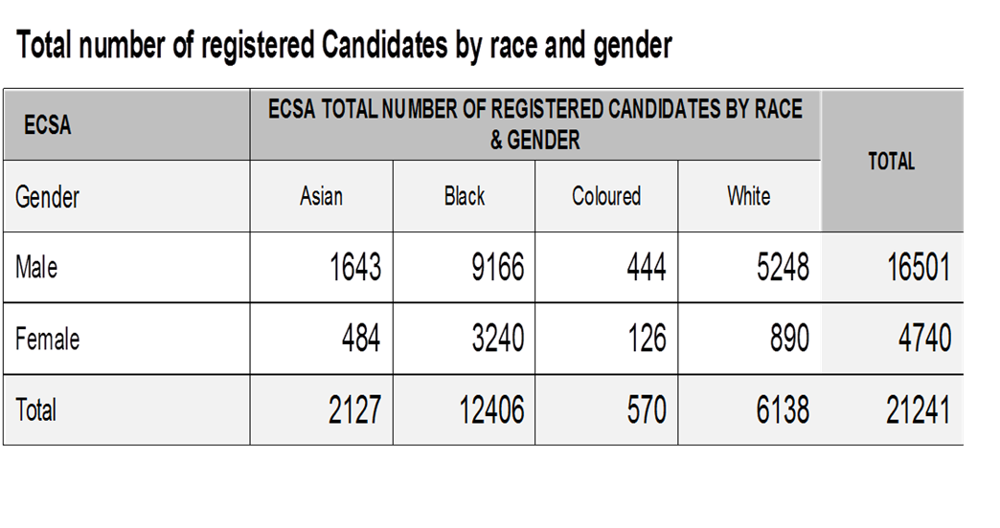 Total number of registered Candidates by race and gender
ECSA
ECSA TOTAL NUMBER OF REGISTERED CANDIDATES BY RACE
& GENDER
TOTAL
Gender Asian Black Coloured White
Male 1643 9166 444 5248 16501
Female 484 3240 126 890 4740
Total 2127 12406 570 6138 21241